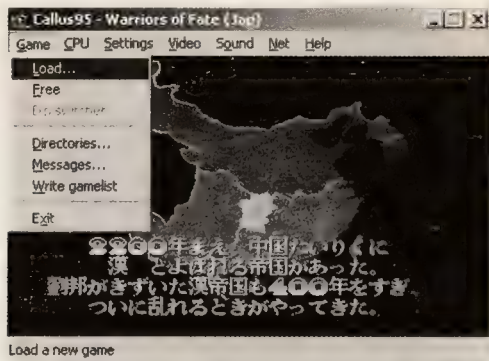 Callus95 - Warriors of Fate (Jap)
Game CPU Settings Video Sound Net Help
Load...
Free
Directories...
Messages...
Write gamelist
Exit
年まえ、中国たいりくに
漢 とよばれる帝国があった。
劉邦がきずいた漢帝国も400年をすぎ
ついに乱れるときがやってきた。
Load a new game